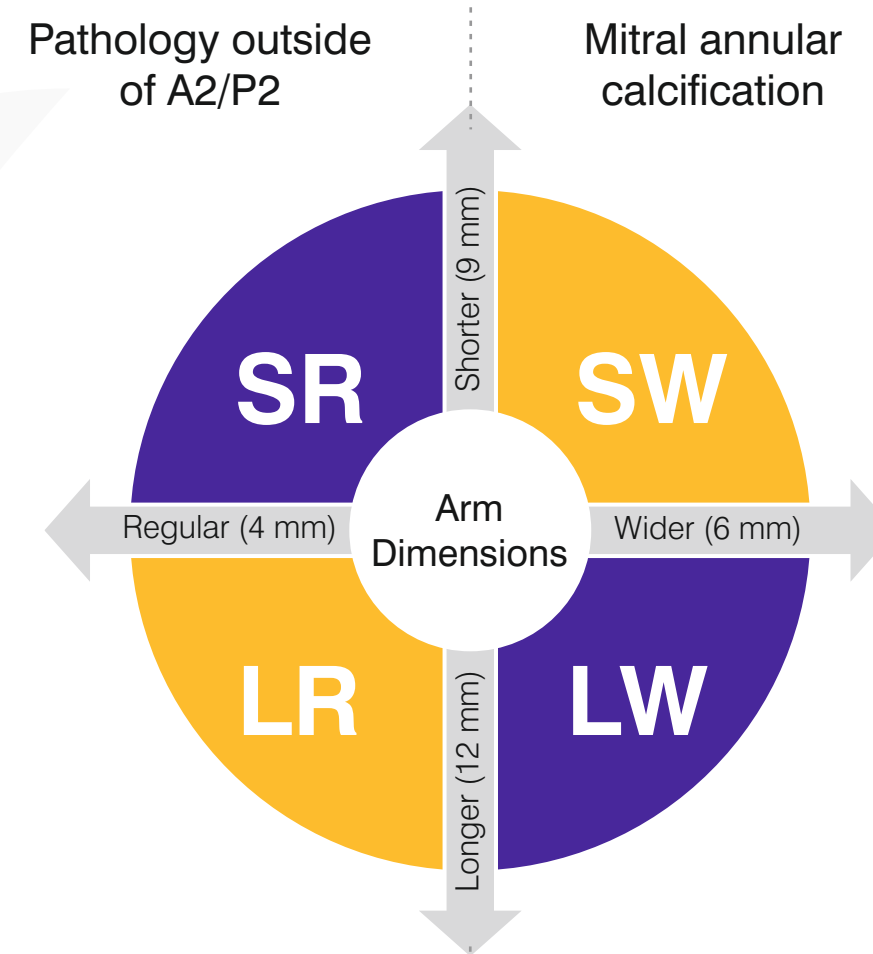 Pathology outside
of A2/P2
Mitral annular
calcification
Shorter (9 mm)
SR
SW
Regular (4 mm)
Arm
Dimensions
Wider (6 mm)
LR
LW
Longer (12 mm)